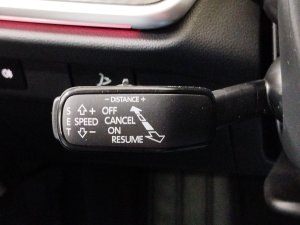 - DISTANCE +
S + OFF
E SPEED CANCEL
T - ON
RESUME